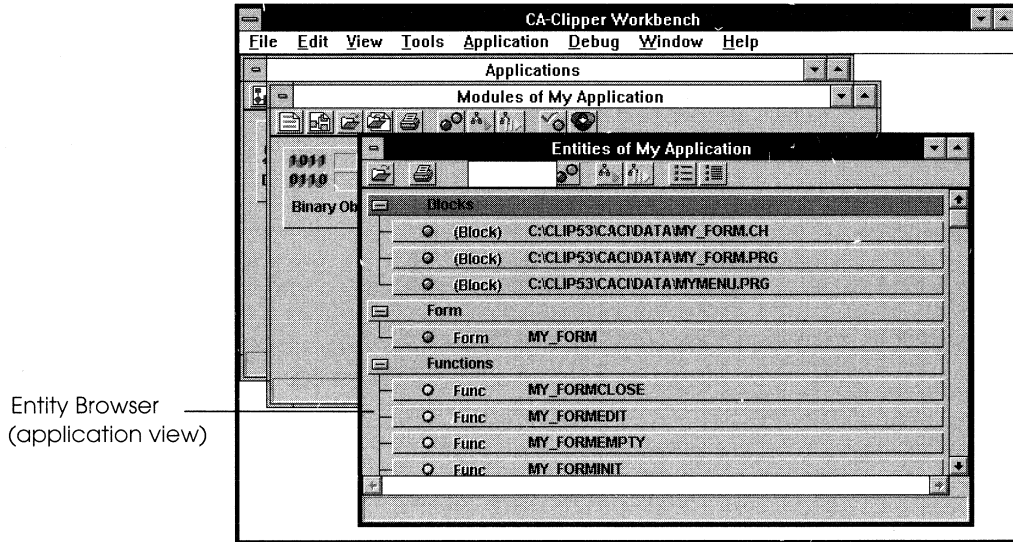 CA-Clipper Workbench
File Edit View Tools Application Debug Window Help
Applications
Modules of My Application
Entities of My Application
1011
0110
Binary Ob
Blocks
(Block) C:\CLIP53\CACI\DATA\MY_FORM.CH
(Block) C:\CLIP53\CACI\DATA\MY_FORM.PRG
(Block) C:\CLIP53\CACI\DATA\MYMENU.PRG
Form
Form MY_FORM
Functions
Func MY_FORMCLOSE
Func MY_FORMEDIT
Func MY_FORMEMPTY
Func MY_FORMINIT
Entity Browser
(application view)